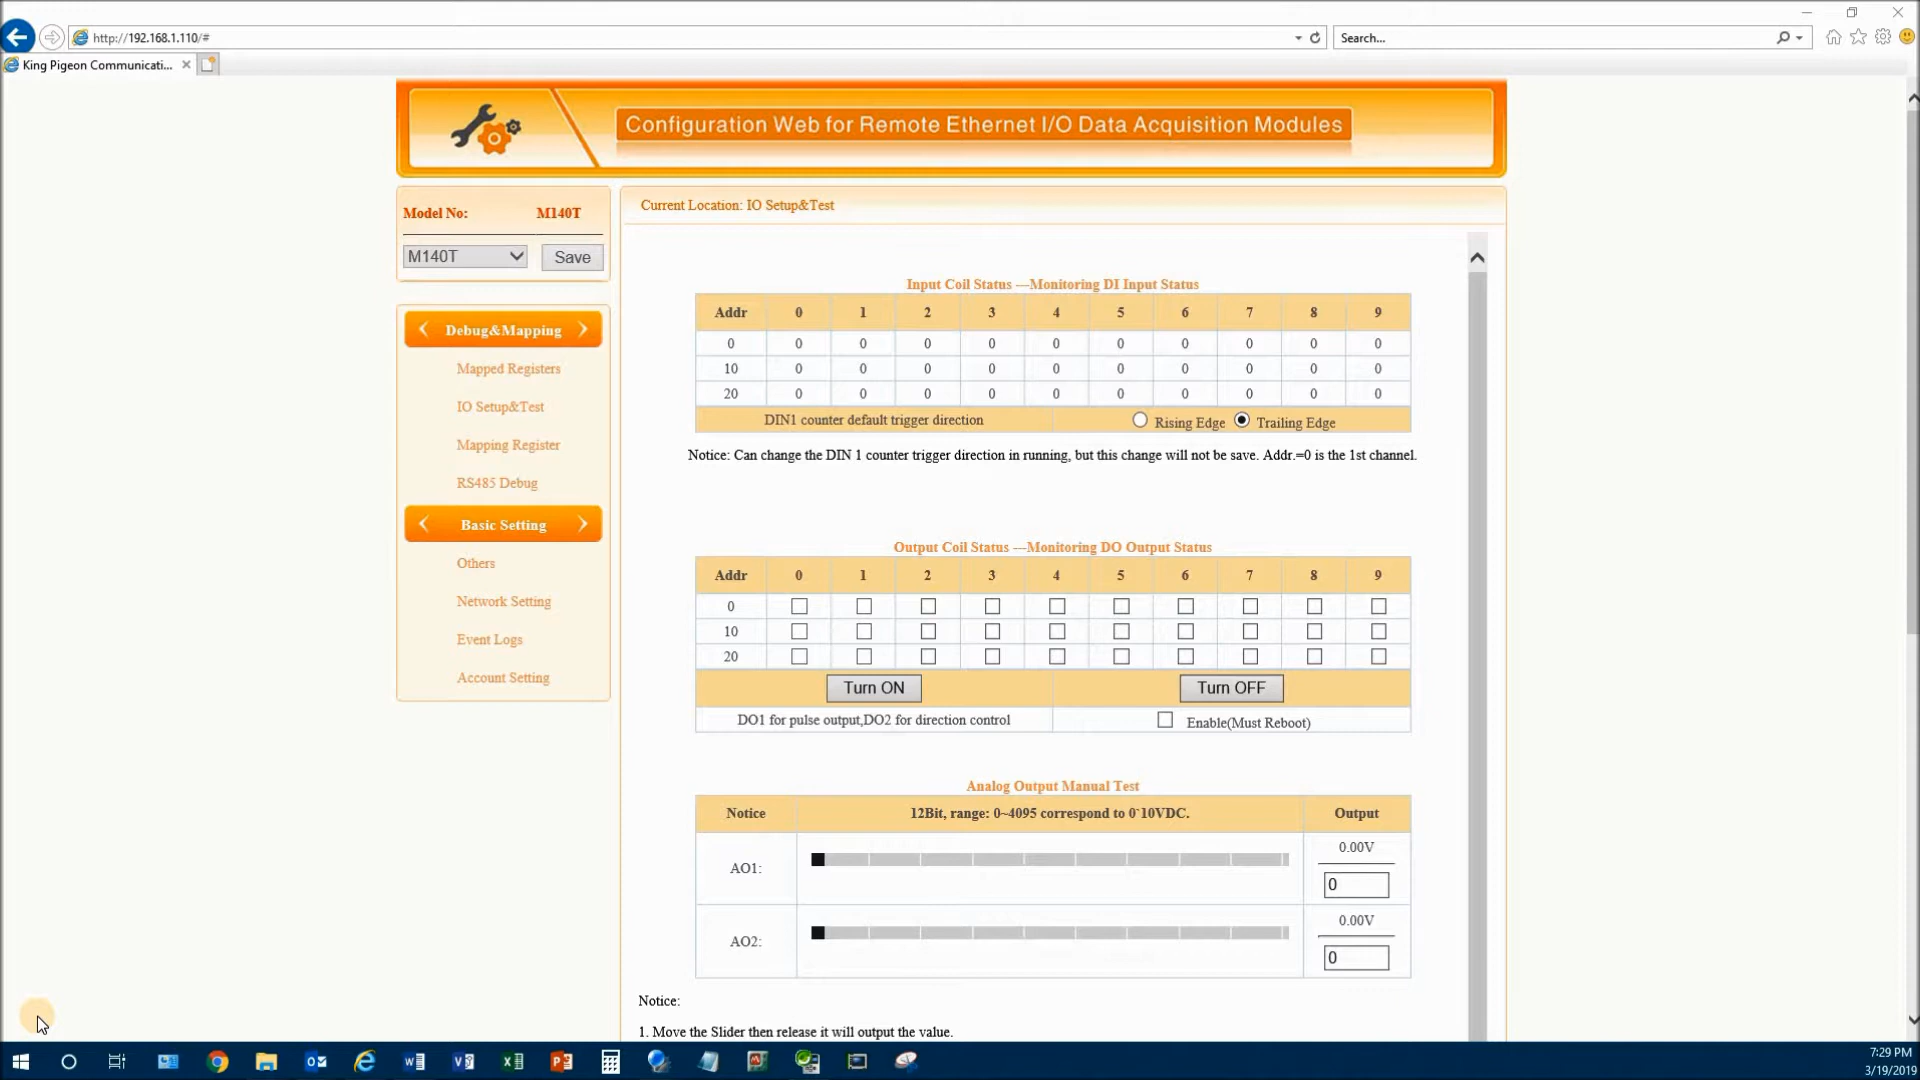 http://192.168.1.110/#
Search...
King Pigeon Communicati...
Configuration Web for Remote Ethernet I/O Data Acquisition Modules
Model No: M140T
M140T Save
Debug&Mapping
Mapped Registers
IO Setup&Test
Mapping Register
RS485 Debug
Basic Setting
Others
Network Setting
Event Logs
Account Setting
Current Location: IO Setup&Test
Input Coil Status ---Monitoring DI Input Status
Addr 0 1 2 3 4 5 6 7 8 9
0 0 0 0 0 0 0 0 0 0 0
10 0 0 0 0 0 0 0 0 0 0
20 0 0 0 0 0 0 0 0 0 0
DIN1 counter default trigger direction Rising Edge Trailing Edge
Notice: Can change the DIN 1 counter trigger direction in running, but this change will not be save. Addr.=0 is the 1st channel.
Output Coil Status ---Monitoring DO Output Status
Addr 0 1 2 3 4 5 6 7 8 9
0
10
20
Turn ON Turn OFF
DO1 for pulse output,DO2 for direction control Enable(Must Reboot)
Analog Output Manual Test
Notice 12Bit, range: 0~4095 correspond to 0~10VDC. Output
AO1: 0.00V
0
AO2: 0.00V
0
Notice:
1. Move the Slider then release it will output the value.
7:29 PM
3/19/2019